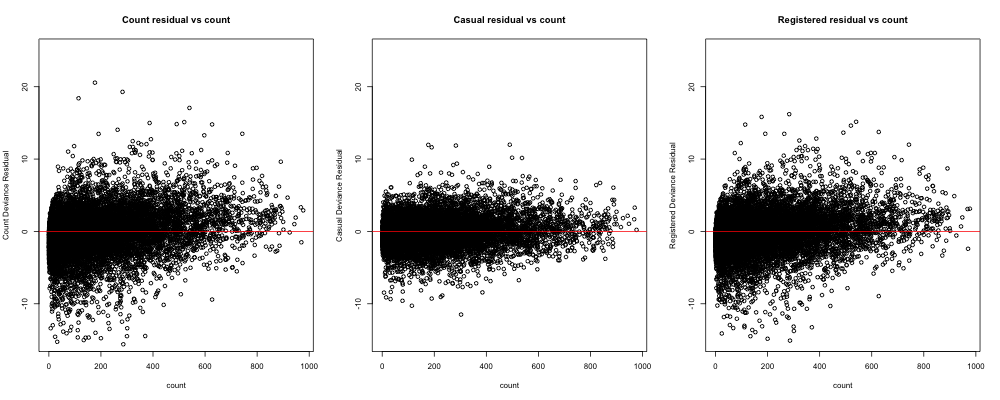 Count residual vs count
Count Deviance Residual
20
10
0
-10
0 200 400 600 800 1000
count
Casual residual vs count
Casual Deviance Residual
20
10
0
-10
0 200 400 600 800 1000
count
Registered residual vs count
Registered Deviance Residual
20
10
0
-10
0 200 400 600 800 1000
count